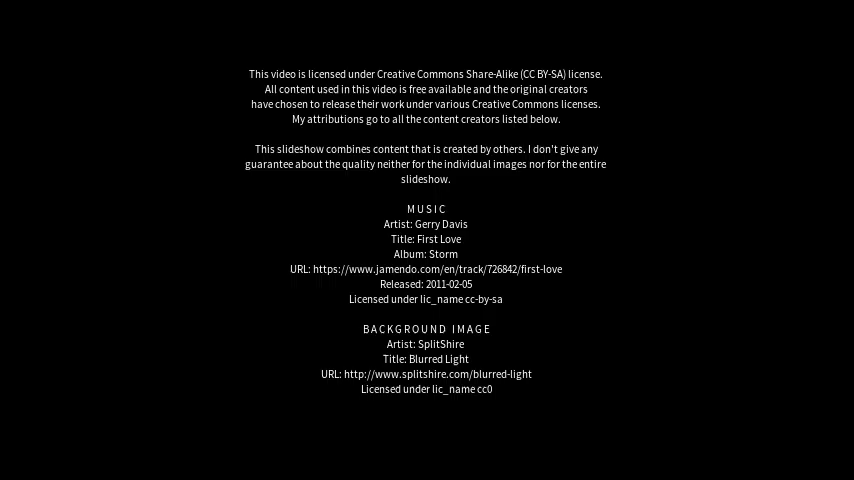 This video is licensed under Creative Commons Share-Alike (CC BY-SA) license.
All content used in this video is free available and the original creators
have chosen to release their work under various Creative Commons licenses.
My attributions go to all the content creators listed below.
This slideshow combines content that is created by others. I don't give any
guarantee about the quality neither for the individual images nor for the entire
slideshow.
MUSIC
Artist: Gerry Davis
Title: First Love
Album: Storm
URL: https://www.jamendo.com/en/track/726842/first-love
Released: 2011-02-05
Licensed under lic_name cc-by-sa
BACKGROUND IMAGE
Artist: SplitShire
Title: Blurred Light
URL: http://www.splitshire.com/blurred-light
Licensed under lic_name cc0